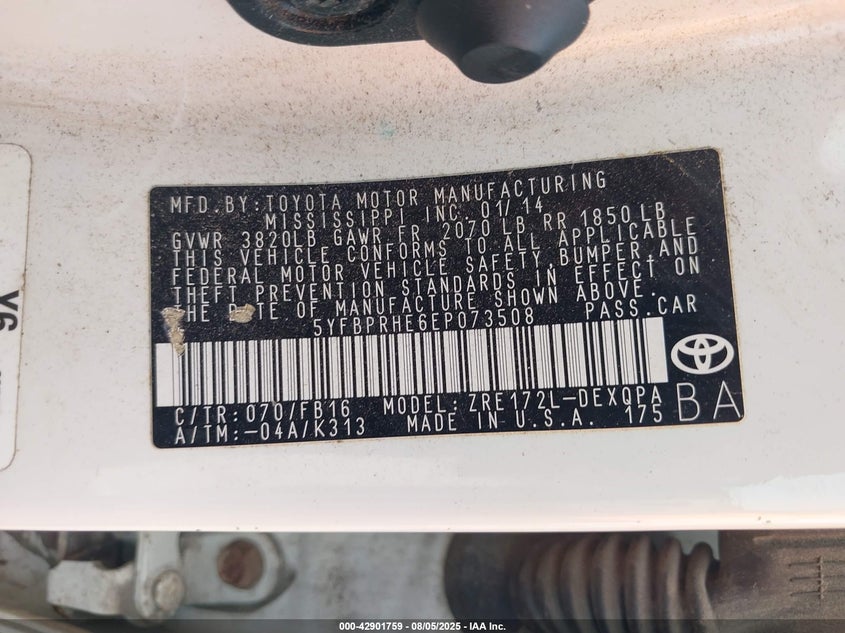 MFD. BY: TOYOTA MOTOR MANUFACTURING
MISSISSIPPI INC. 01/14
GVWR 3820LB GAWR FR 2070 LB RR 1850 LB
THIS VEHICLE CONFORMS TO ALL APPLICABLE
FEDERAL MOTOR VEHICLE SAFETY BUMPER, AND
THEFT PREVENTION STANDARDS IN EFFECT ON
THE DATE OF MANUFACTURE SHOWN ABOVE.
5YFBPRHE6EP073508 PASS. CAR
C/TR: 070/FB16 MODEL: ZRE172L-DEXQPA
A/TM: -04A/K313 MADE IN U.S.A. 175 BA
000-42901759 - 08/05/2025 - IAA Inc.